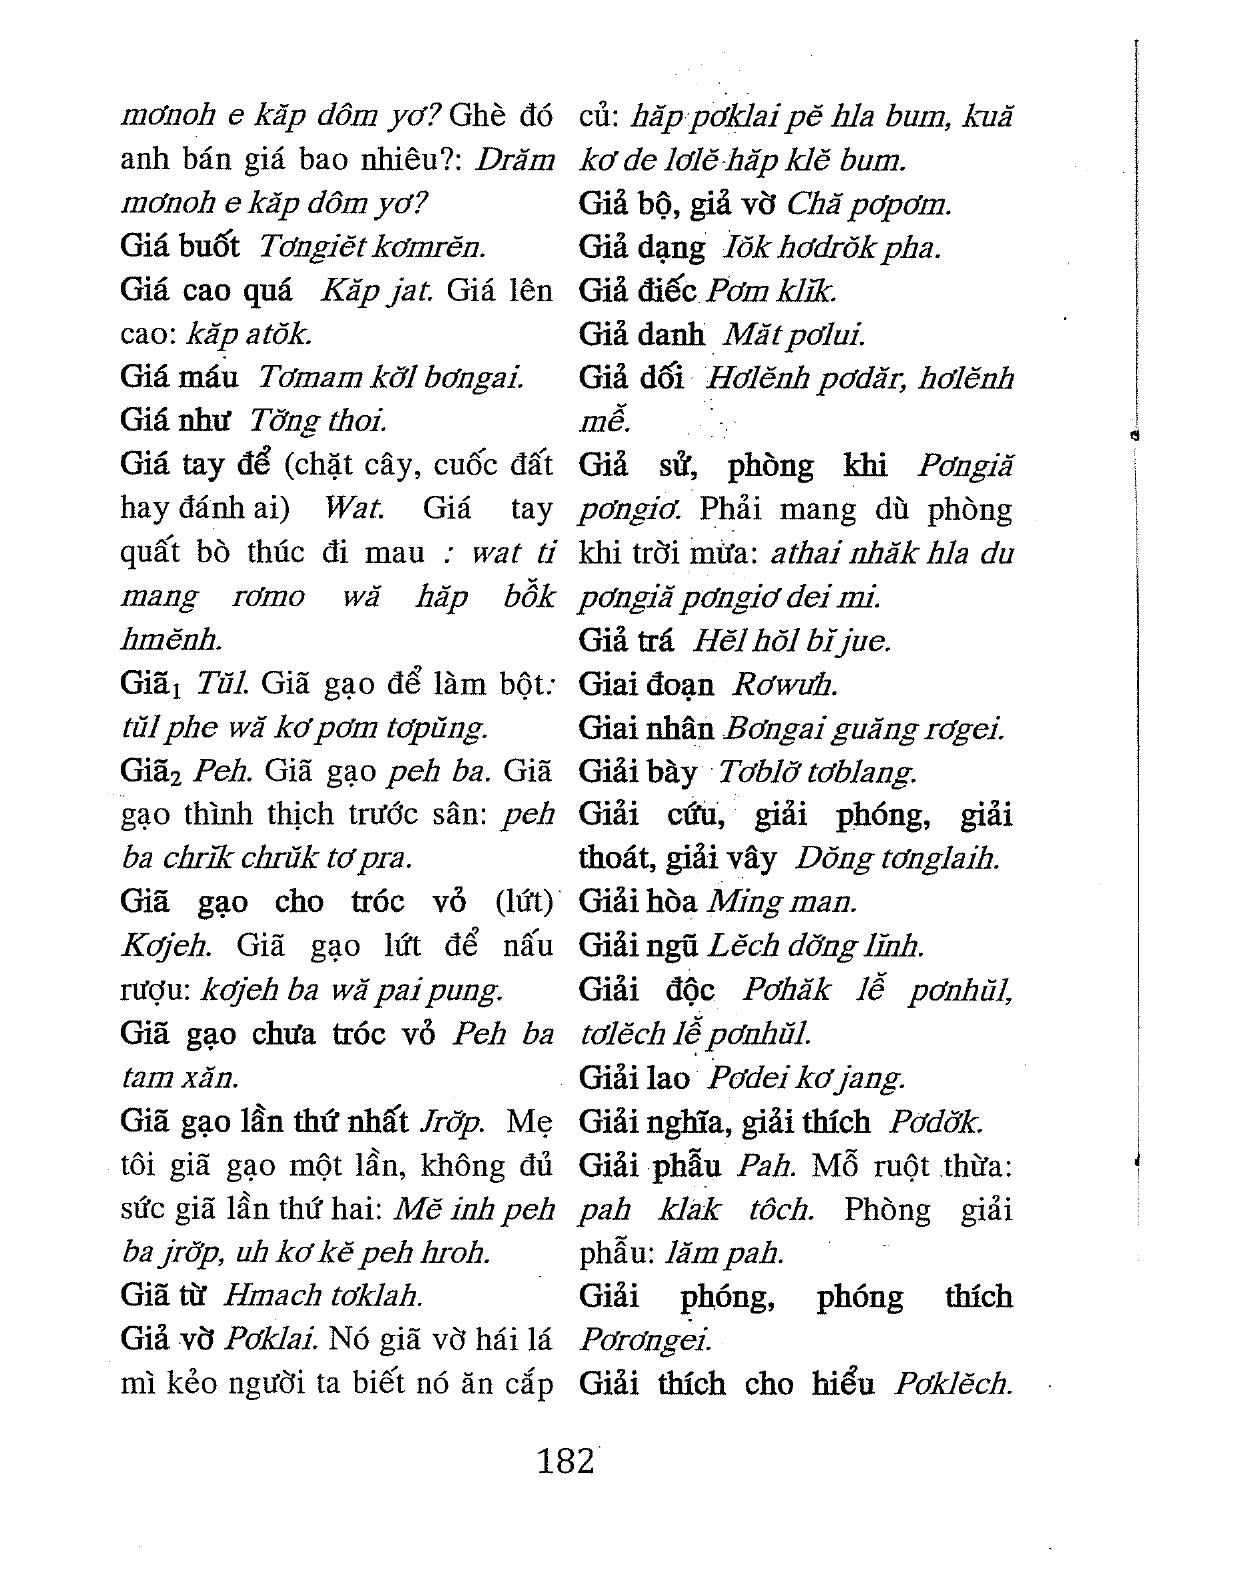 mơnoh e kăp dôm yơ? Ghè đó
anh bán giá bao nhiêu?: Drăm
mơnoh e kăp dôm yơ?
Giá buốt Tơngiĕt kơmrĕn.
Giá cao quá Kăp jat. Giá lên
cao: kăp atŏk.
Giá máu Tơmam kơ̆l bơngai.
Giá như Tơ̆ng thoi.
Giá tay để (chặt cây, cuốc đất
hay đánh ai) Wat. Giá tay
quất bò thúc đi mau : wat ti
mang rơmo wă hăp bô̆k
hmĕnh.
Giã₁ Tŭl. Giã gạo để làm bột:
tŭl phe wă kơ pơm tơpŭng.
Giã₂ Peh. Giã gạo peh ba. Giã
gạo thình thịch trước sân: peh
ba chrĭk chrŭk tơ pra.
Giã gạo cho tróc vỏ (lứt)
Kơjeh. Giã gạo lứt để nấu
rượu: kơjeh ba wă pai pung.
Giã gạo chưa tróc vỏ Peh ba
tam xăn.
Giã gạo lần thứ nhất Jrơ̆p. Mẹ
tôi giã gạo một lần, không đủ
sức giã lần thứ hai: Mĕ inh peh
ba jrơ̆p, uh kơ kĕ peh hroh.
Giã từ Hmach tơklah.
Giả vờ Pơklai. Nó giã vờ hái lá
mì kẻo người ta biết nó ăn cắp
củ: hăp pơklai pĕ hla bum, kuă
kơ de lơlĕ hăp klĕ bum.
Giả bộ, giả vờ Chă pơpơm.
Giả dạng Iŏk hơdrŏk pha.
Giả điếc Pơm klĭk.
Giả danh Măt pơlui.
Giả dối Hơlĕnh pơdăr, hơlĕnh
mê̆.
Giả sử, phòng khi Pơngiă
pơngiơ. Phải mang dù phòng
khi trời mưa: athai nhăk hla du
pơngiă pơngiơ dei mi.
Giả trá Hĕl hŏl bĭ jue.
Giai đoạn Rơwưh.
Giai nhân Bơngai guăng rơgei.
Giải bày Tơblơ̆ tơblang.
Giải cứu, giải phóng, giải
thoát, giải vây Dŏng tơnglaih.
Giải hòa Ming man.
Giải ngũ Lĕch dơ̆ng lĭnh.
Giải độc Pơhăk lê̆ pơnhŭl,
tơlĕch lê̆ pơnhŭl.
Giải lao Pơdei kơ jang.
Giải nghĩa, giải thích Pơdơ̆k.
Giải phẫu Pah. Mỗ ruột thừa:
pah klak tôch. Phòng giải
phẫu: lăm pah.
Giải phóng, phóng thích
Pơrơngei.
Giải thích cho hiểu Pơklĕch.
182